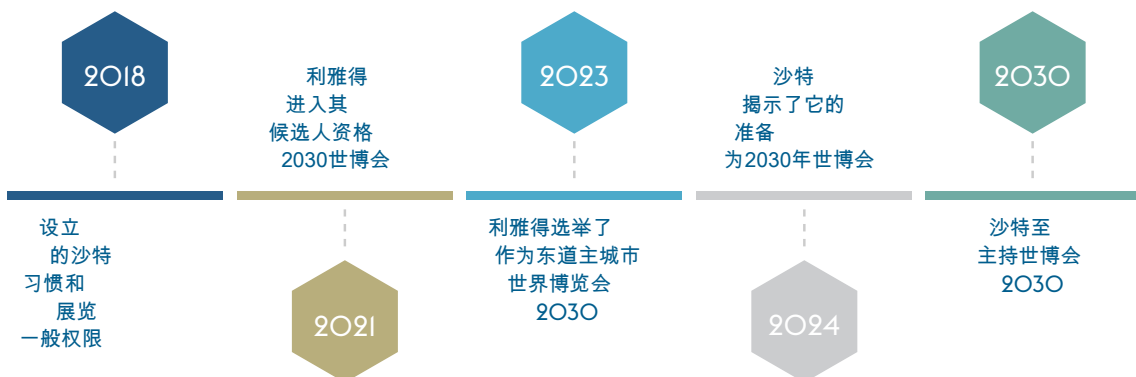 2018
设立
的沙特
习惯和
展览
一般权限
利雅得
进入其
候选人资格
2030世博会
2021
2023
利雅得选举了
作为东道主城市
世界博览会
2030
沙特
揭示了它的
准备
为2030年世博会
2024
2030
沙特至
主持世博会
2030